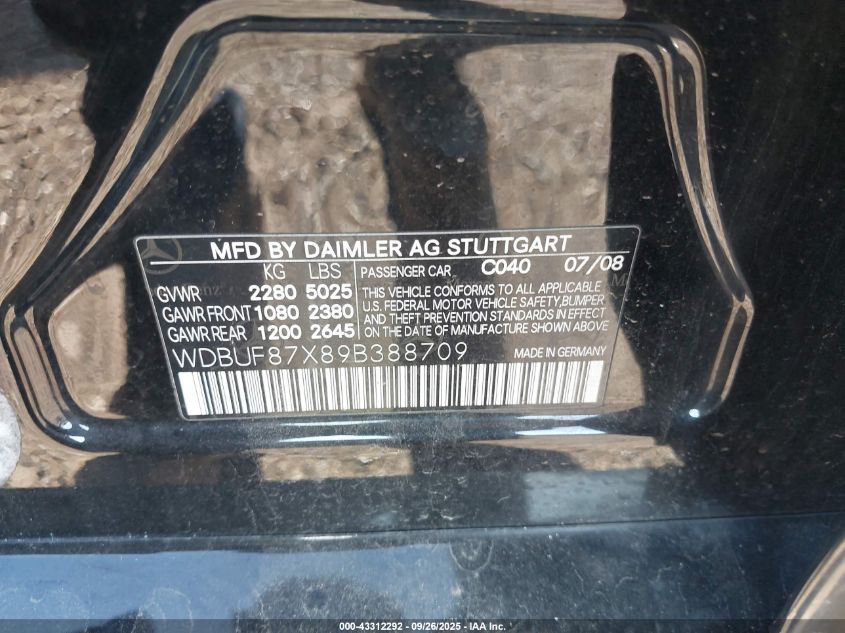 MFD BY DAIMLER AG STUTTGART
KG LBS PASSENGER CAR C040 07/08
GVWR 2280 5025 THIS VEHICLE CONFORMS TO ALL APPLICABLE
GAWR FRONT 1080 2380 U.S. FEDERAL MOTOR VEHICLE SAFETY, BUMPER
AND THEFT PREVENTION STANDARDS IN EFFECT
GAWR REAR 1200 2645 ON THE DATE OF MANUFACTURE SHOWN ABOVE
WDBUF87X89B388709 MADE IN GERMANY
000-43312292 - 09/26/2025 - IAA Inc.